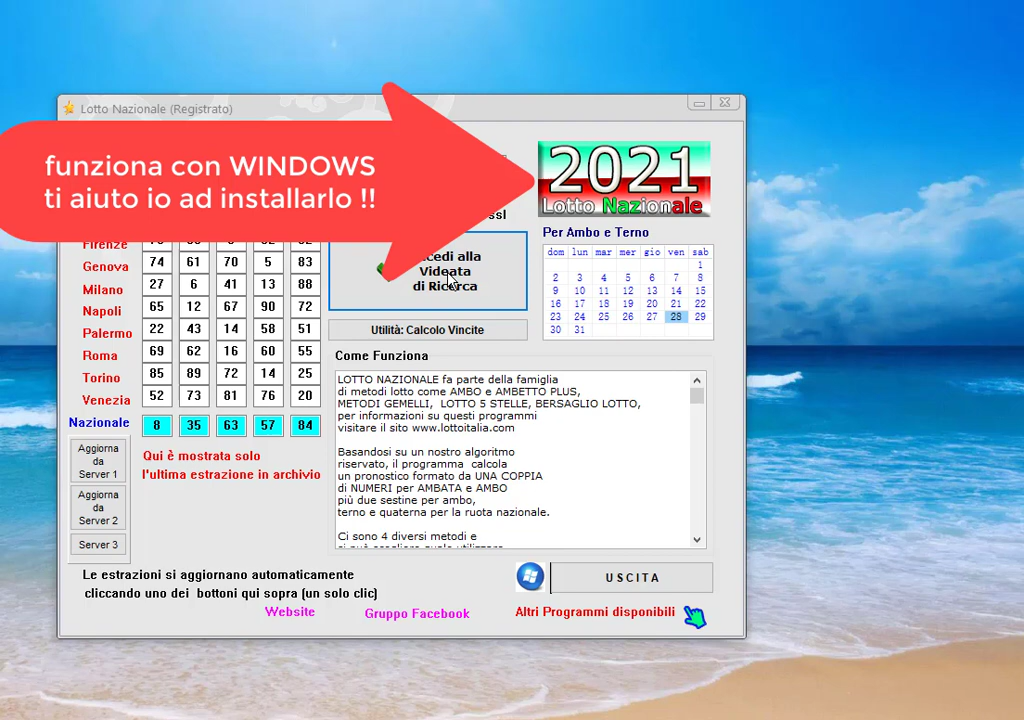 Lotto Nazionale (Registrato)
funziona con WINDOWS
ti aiuto io ad installarlo !!
2021
Lotto Nazionale
Per Ambo e Terno
dom lun mar mer gio ven sab
1
2 3 4 5 6 7 8
9 10 11 12 13 14 15
16 17 18 19 20 21 22
23 24 25 26 27 28 29
30 31
Firenze
Genova 74 61 70 5 83
Milano 27 6 41 13 88
Napoli 65 12 67 90 72
Palermo 22 43 14 58 51
Roma 69 62 16 60 55
Torino 85 89 72 14 25
Venezia 52 73 81 76 20
Nazionale 8 35 63 57 84
cedi alla
Videata
di Ricerca
Utilità: Calcolo Vincite
Come Funziona
LOTTO NAZIONALE fa parte della famiglia
di metodi lotto come AMBO e AMBETTO PLUS,
METODI GEMELLI, LOTTO 5 STELLE, BERSAGLIO LOTTO,
per informazioni su questi programmi
visitare il sito www.lottoitalia.com
Basandosi su un nostro algoritmo
riservato, il programma calcola
un pronostico formato da UNA COPPIA
di NUMERI per AMBATA e AMBO
più due sestine per ambo,
terno e quaterna per la ruota nazionale.
Ci sono 4 diversi metodi e
Aggiorna
da
Server 1
Aggiorna
da
Server 2
Server 3
Qui è mostrata solo
l'ultima estrazione in archivio
Le estrazioni si aggiornano automaticamente
cliccando uno dei bottoni qui sopra (un solo clic)
USCITA
Website
Gruppo Facebook
Altri Programmi disponibili